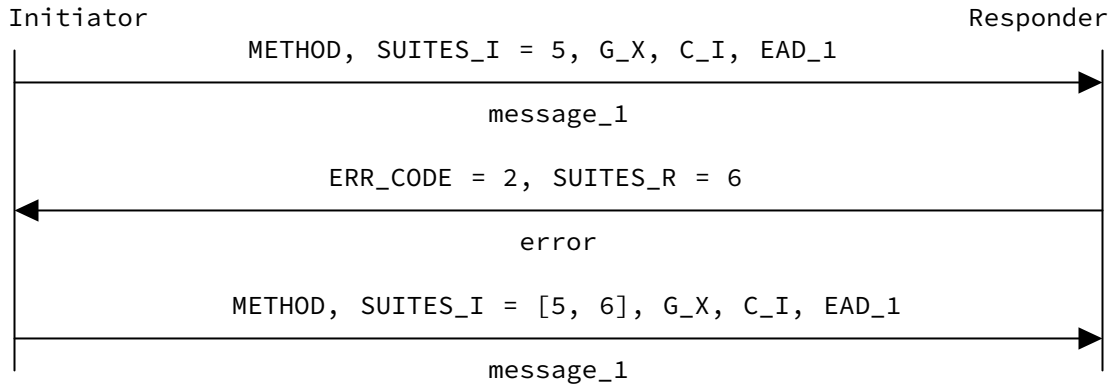 Initiator Responder
METHOD, SUITES_I = 5, G_X, C_I, EAD_1
message_1
ERR_CODE = 2, SUITES_R = 6
error
METHOD, SUITES_I = [5, 6], G_X, C_I, EAD_1
message_1